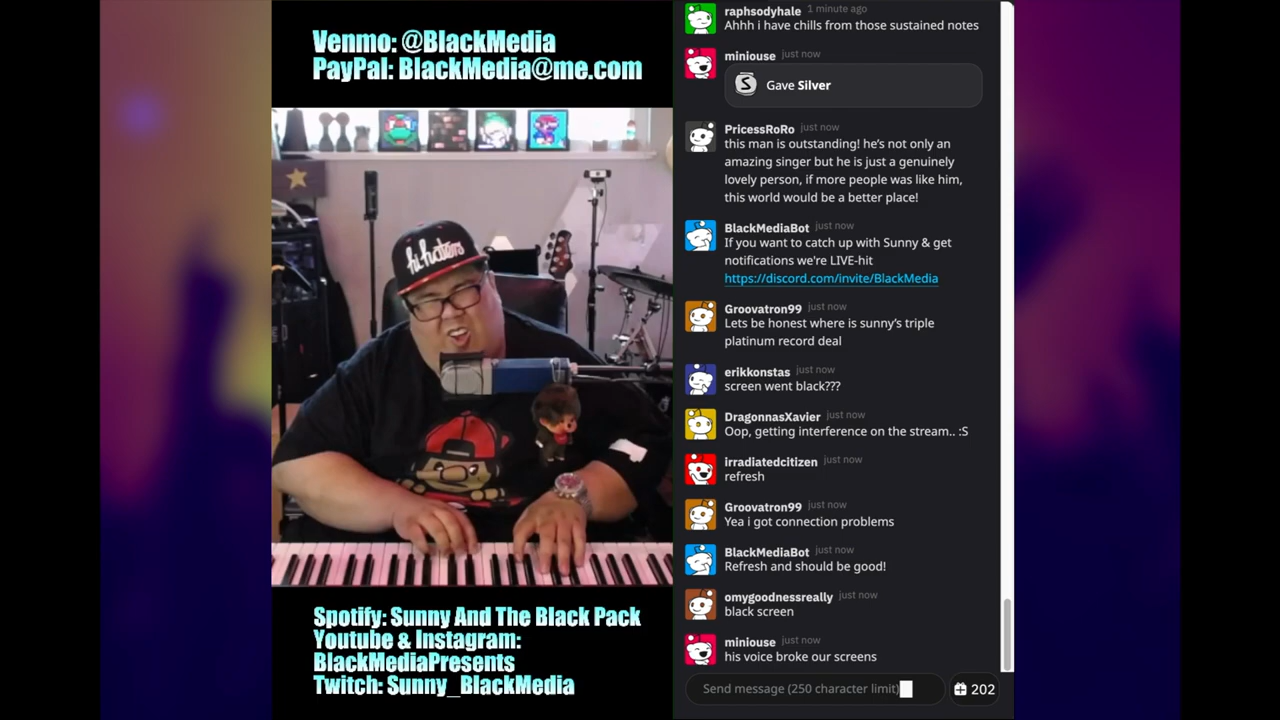 Venmo: @BlackMedia
PayPal: BlackMedia@me.com
hi haters
Spotify: Sunny And The Black Pack
Youtube & Instagram:
BlackMediaPresents
Twitch: Sunny_BlackMedia
raphsodyhale 1 minute ago
Ahhh i have chills from those sustained notes
miniouse just now
Gave Silver
PricessRoRo just now
this man is outstanding! he's not only an
amazing singer but he is just a genuinely
lovely person, if more people was like him,
this world would be a better place!
BlackMediaBot just now
If you want to catch up with Sunny & get
notifications we're LIVE-hit
https://discord.com/invite/BlackMedia
Groovatron99 just now
Lets be honest where is sunny's triple
platinum record deal
erikkonstas just now
screen went black???
DragonnasXavier just now
Oop, getting interference on the stream.. :S
irradiatedcitizen just now
refresh
Groovatron99 just now
Yea i got connection problems
BlackMediaBot just now
Refresh and should be good!
omygoodnessreally just now
black screen
miniouse just now
his voice broke our screens
Send message (250 character limit)
202